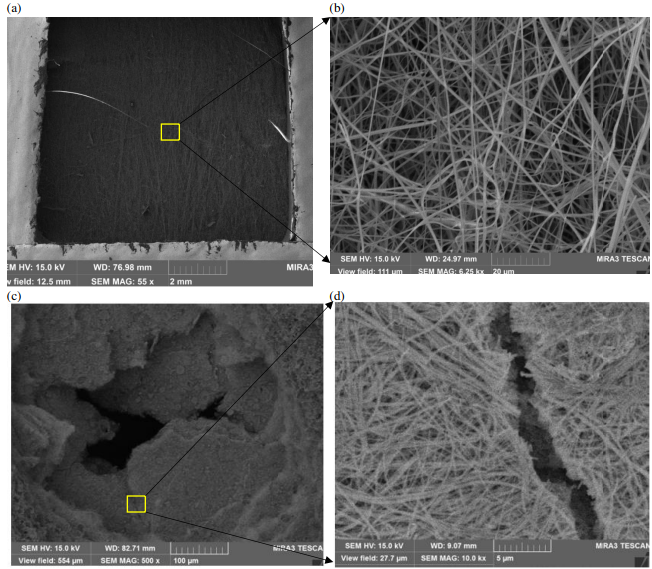 (a)
(b)
EM HV: 15.0 kV WD: 76.98 mm MIRA3
w field: 12.5 mm SEM MAG: 55 x 2 mm
SEM HV: 15.0 kV WD: 24.97 mm MIRA3 TESCAN
View field: 111 µm SEM MAG: 6.25 kx 20 µm
(c)
(d)
SEM HV: 15.0 kV WD: 82.71 mm MIRA3 TESCA
View field: 554 µm SEM MAG: 500 x 100 µm
SEM HV: 15.0 kV WD: 9.07 mm MIRA3 TESCAN
View field: 27.7 µm SEM MAG: 10.0 kx 5 µm